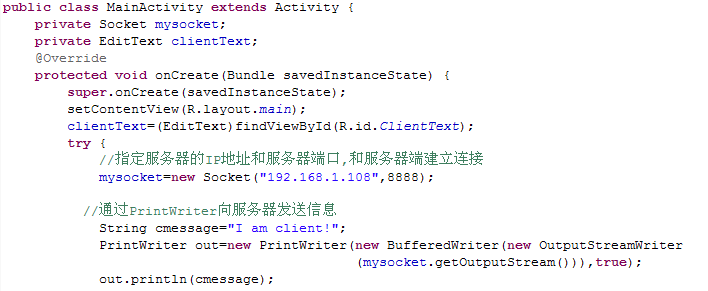 public class MainActivity extends Activity {
private Socket mysocket;
private EditText clientText;
@Override
protected void onCreate(Bundle savedInstanceState) {
super.onCreate(savedInstanceState);
setContentView(R.layout.main);
clientText=(EditText)findViewById(R.id.ClientText);
try {
//指定服务器的IP地址和服务器端口,和服务器端建立连接
mysocket=new Socket("192.168.1.108",8888);
//通过PrintWriter向服务器发送信息
String cmessage="I am client!";
PrintWriter out=new PrintWriter(new BufferedWriter(new OutputStreamWriter
(mysocket.getOutputStream())),true);
out.println(cmessage);